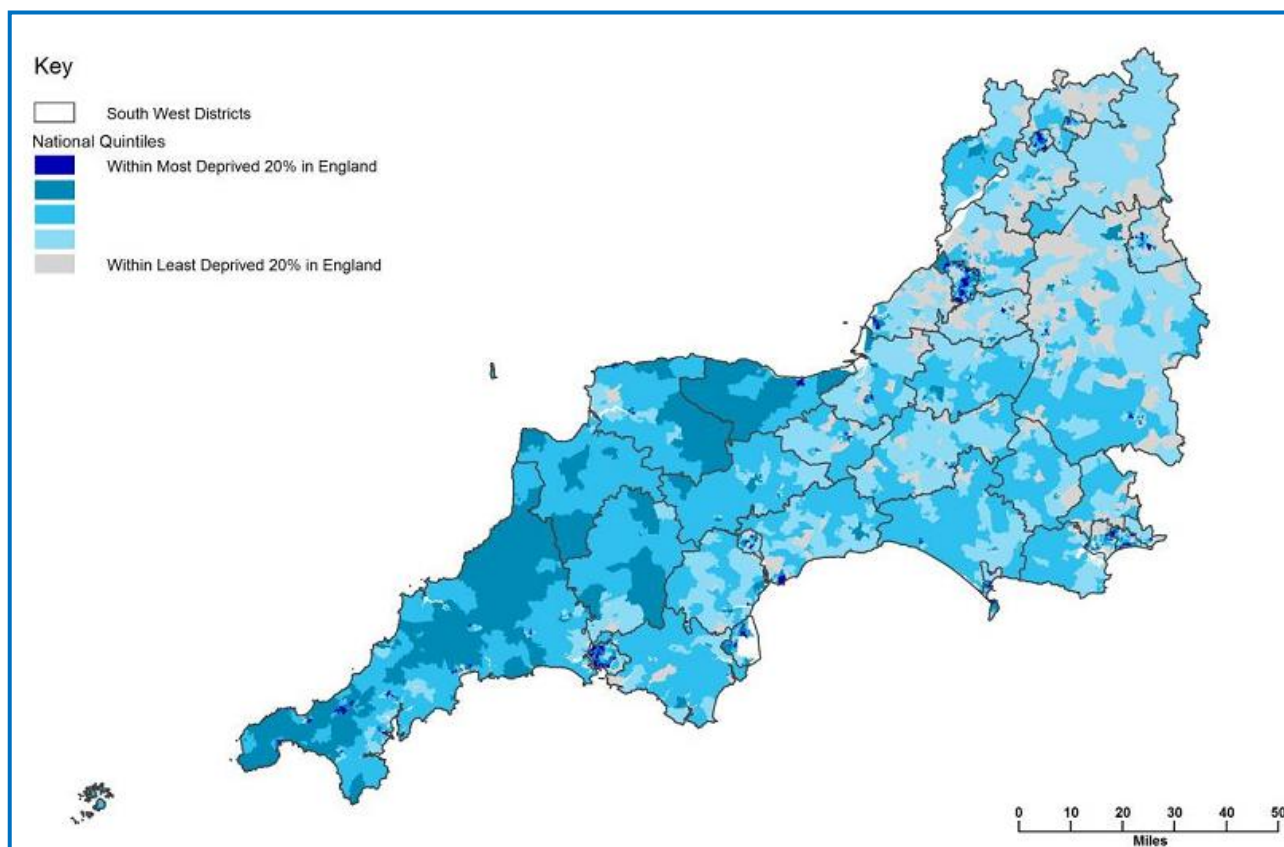 Key
South West Districts
National Quintiles
Within Most Deprived 20% in England
Within Least Deprived 20% in England
0 10 20 30 40 50
Miles